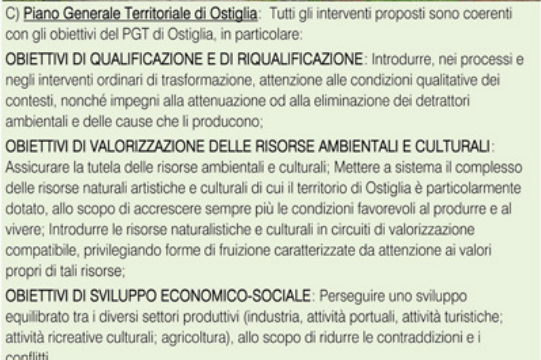 C) Piano Generale Territoriale di Ostiglia: Tutti gli interventi proposti sono coerenti
con gli obiettivi del PGT di Ostiglia, in particolare:
OBIETTIVI DI QUALIFICAZIONE E DI RIQUALIFICAZIONE: Introdurre, nei processi e
negli interventi ordinari di trasformazione, attenzione alle condizioni qualitative dei
contesti, nonché impegni alla attenuazione od alla eliminazione dei detrattori
ambientali e delle cause che li producono;
OBIETTIVI DI VALORIZZAZIONE DELLE RISORSE AMBIENTALI E CULTURALI:
Assicurare la tutela delle risorse ambientali e culturali; Mettere a sistema il complesso
delle risorse naturali artistiche e culturali di cui il territorio di Ostiglia è particolarmente
dotato, allo scopo di accrescere sempre più le condizioni favorevoli al produrre e al
vivere; Introdurre le risorse naturalistiche e culturali in circuiti di valorizzazione
compatibile, privilegiando forme di fruizione caratterizzate da attenzione ai valori
propri di tali risorse;
OBIETTIVI DI SVILUPPO ECONOMICO-SOCIALE: Perseguire uno sviluppo
equilibrato tra i diversi settori produttivi (industria, attività portuali, attività turistiche;
attività ricreative culturali; agricoltura), allo scopo di ridurre le contraddizioni e i
conflitti